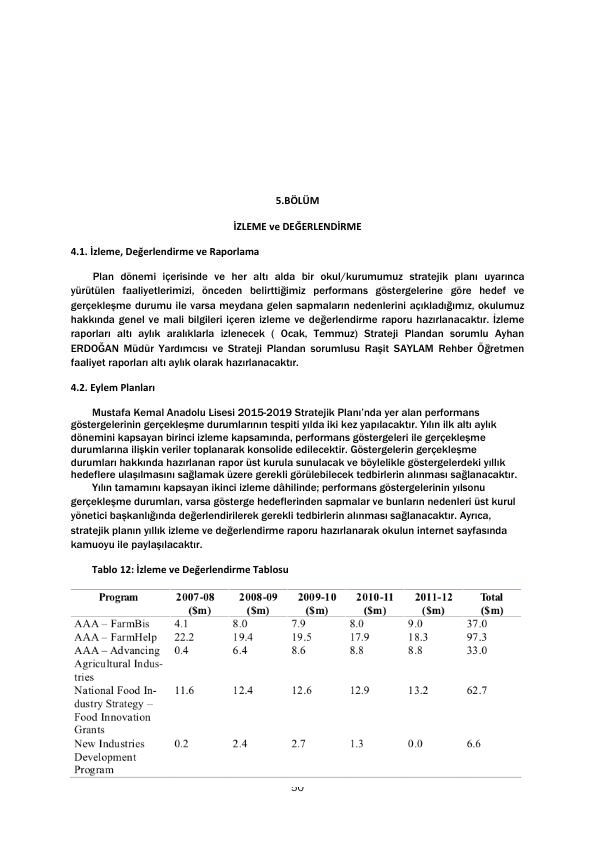 5.BÖLÜM
İZLEME ve DEĞERLENDİRME
4.1. İzleme, Değerlendirme ve Raporlama
Plan dönemi içerisinde ve her altı alda bir okul/kurumumuz stratejik planı uyarınca
yürütülen faaliyetlerimizi, önceden belirttiğimiz performans göstergelerine göre hedef ve
gerçekleşme durumu ile varsa meydana gelen sapmaların nedenlerini açıkladığımız, okulumuz
hakkında genel ve mali bilgileri içeren izleme ve değerlendirme raporu hazırlanacaktır. İzleme
raporları altı aylık aralıklarla izlenecek ( Ocak, Temmuz) Strateji Plandan sorumlu Ayhan
ERDOĞAN Müdür Yardımcısı ve Strateji Plandan sorumlusu Raşit SAYLAM Rehber Öğretmen
faaliyet raporları altı aylık olarak hazırlanacaktır.
4.2. Eylem Planları
Mustafa Kemal Anadolu Lisesi 2015-2019 Stratejik Planı’nda yer alan performans
göstergelerinin gerçekleşme durumlarının tespiti yılda iki kez yapılacaktır. Yılın ilk altı aylık
dönemini kapsayan birinci izleme kapsamında, performans göstergeleri ile gerçekleşme
durumlarına ilişkin veriler toplanarak konsolide edilecektir. Göstergelerin gerçekleşme
durumları hakkında hazırlanan rapor üst kurula sunulacak ve böylelikle göstergelerdeki yıllık
hedeflere ulaşılmasını sağlamak üzere gerekli görülebilecek tedbirlerin alınması sağlanacaktır.
Yılın tamamını kapsayan ikinci izleme dâhilinde; performans göstergelerinin yılsonu
gerçekleşme durumları, varsa gösterge hedeflerinden sapmalar ve bunların nedenleri üst kurul
yönetici başkanlığında değerlendirilerek gerekli tedbirlerin alınması sağlanacaktır. Ayrıca,
stratejik planın yıllık izleme ve değerlendirme raporu hazırlanarak okulun internet sayfasında
kamuoyu ile paylaşılacaktır.
Tablo 12: İzleme ve Değerlendirme Tablosu
Program 2007-08 2008-09 2009-10 2010-11 2011-12 Total
($m) ($m) ($m) ($m) ($m) ($m)
AAA – FarmBis 4.1 8.0 7.9 8.0 9.0 37.0
AAA – FarmHelp 22.2 19.4 19.5 17.9 18.3 97.3
AAA – Advancing 0.4 6.4 8.6 8.8 8.8 33.0
Agricultural Indus-
tries
National Food In- 11.6 12.4 12.6 12.9 13.2 62.7
dustry Strategy –
Food Innovation
Grants
New Industries 0.2 2.4 2.7 1.3 0.0 6.6
Development
Program